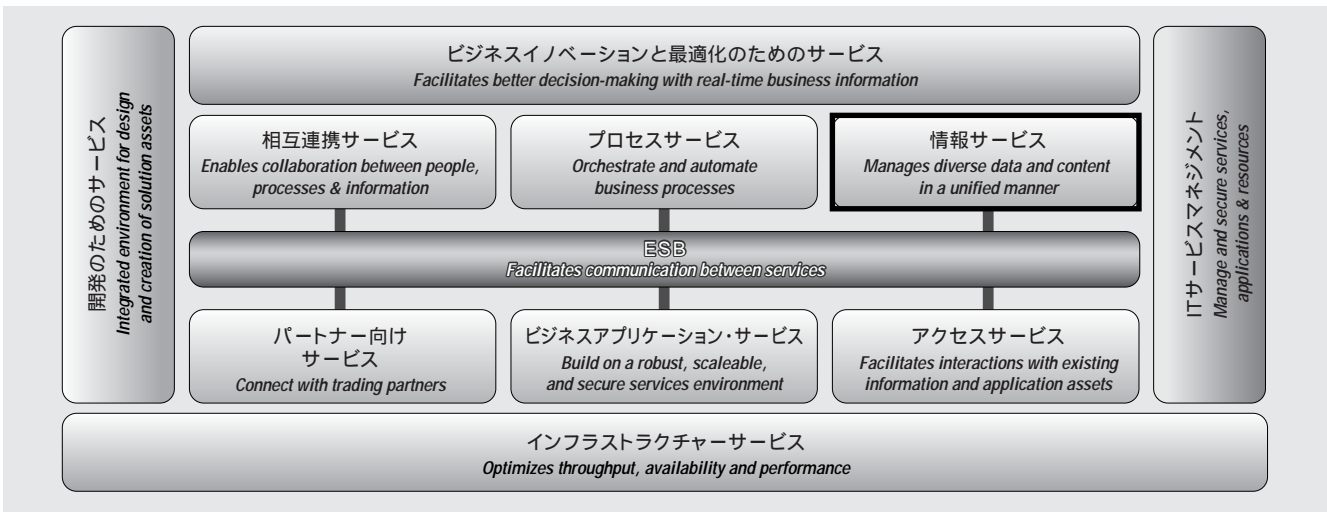 開発のためのサービス
Integrated environment for design
and creation of solution assets
ビジネスイノベーションと最適化のためのサービス
Facilitates better decision-making with real-time business information
相互連携サービス
Enables collaboration between people,
processes & information
プロセスサービス
Orchestrate and automate
business processes
情報サービス
Manages diverse data and content
in a unified manner
ESB
Facilitates communication between services
パートナー向け
サービス
Connect with trading partners
ビジネスアプリケーション・サービス
Build on a robust, scaleable,
and secure services environment
アクセスサービス
Facilitates interactions with existing
information and application assets
ITサービスマネジメント
Manage and secure services,
applications & resources
インフラストラクチャーサービス
Optimizes throughput, availability and performance